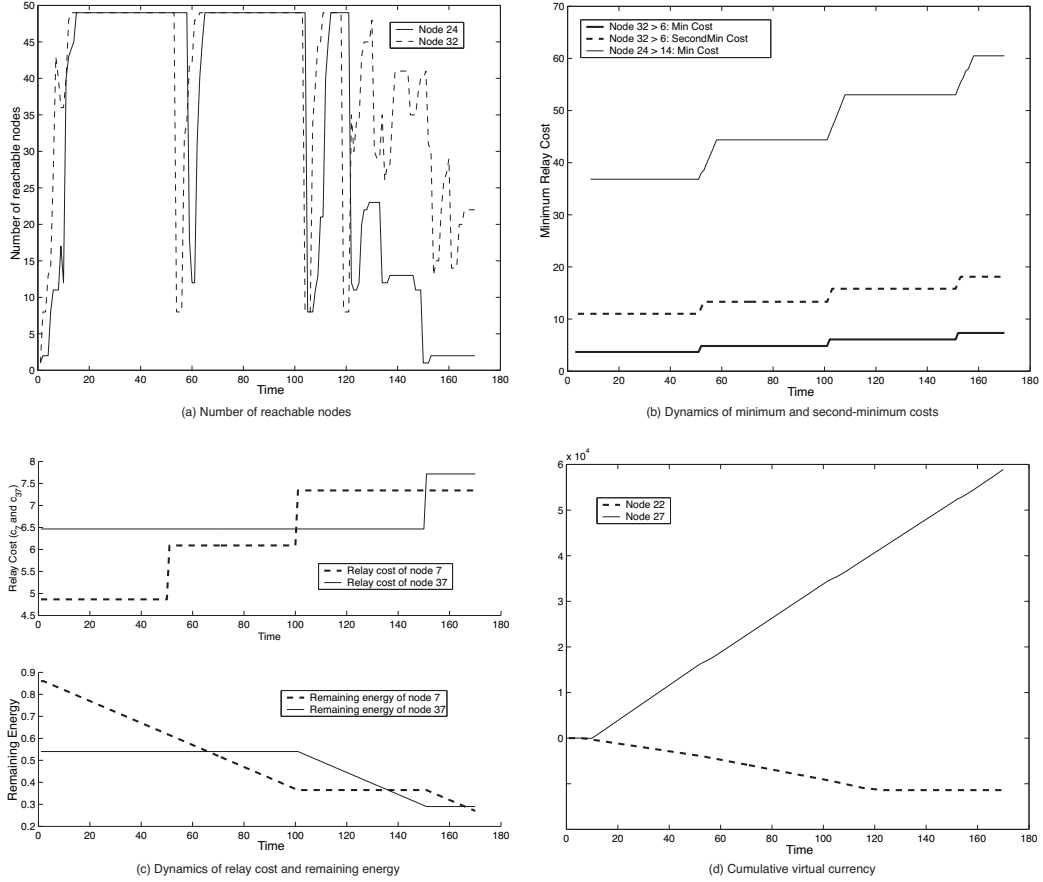 Node 24
Node 32
Number of reachable nodes
50
45
40
35
30
25
20
15
10
5
0
0 20 40 60 80 100 120 140 160 180
Time
(a) Number of reachable nodes
Node 32 > 6: Min Cost
Node 32 > 6: SecondMin Cost
Node 24 > 14: Min Cost
Minimum Relay Cost
70
60
50
40
30
20
10
0
0 20 40 60 80 100 120 140 160 180
Time
(b) Dynamics of minimum and second-minimum costs
Relay Cost (c7 and c37)
8
7.5
7
6.5
6
5.5
5
4.5
Relay cost of node 7
Relay cost of node 37
0 20 40 60 80 100 120 140 160 180
Time
Remaining Energy
0.9
0.8
0.7
0.6
0.5
0.4
0.3
0.2
Remaining energy of node 7
Remaining energy of node 37
0 20 40 60 80 100 120 140 160 180
Time
(c) Dynamics of relay cost and remaining energy
x 10^4
6
5
4
3
2
1
0
Node 22
Node 27
0 20 40 60 80 100 120 140 160 180
Time
(d) Cumulative virtual currency